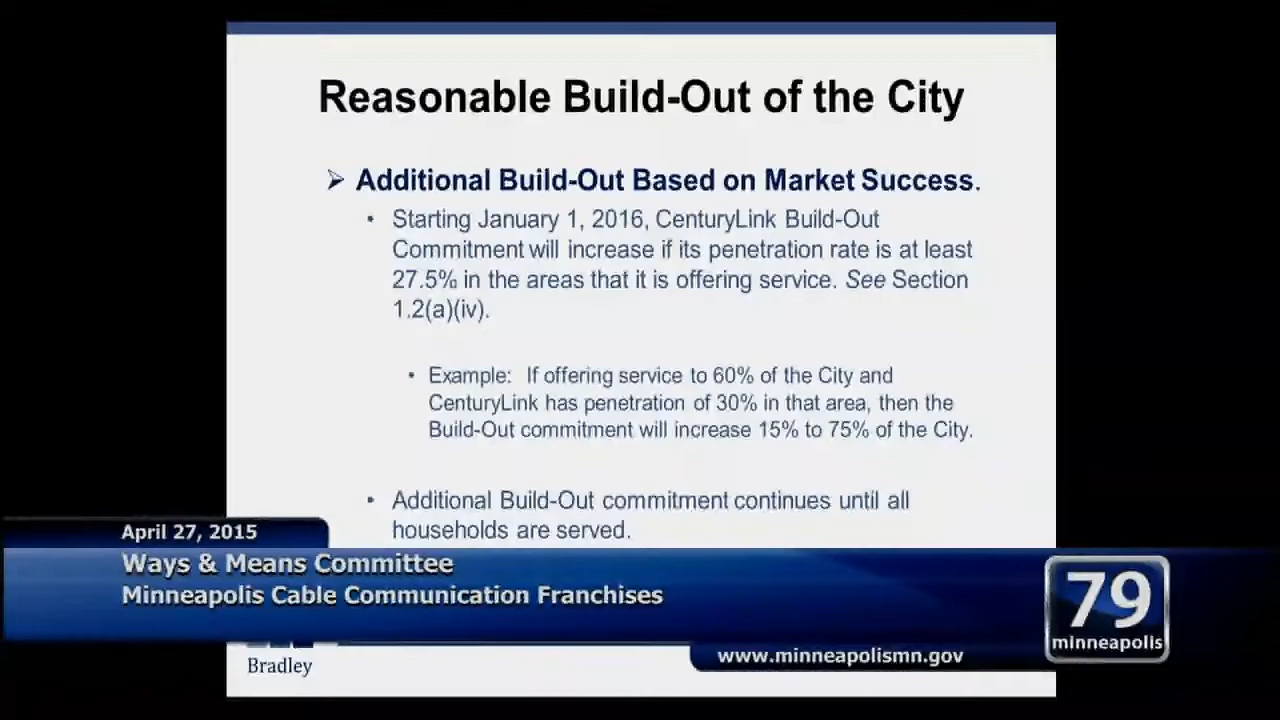 Reasonable Build-Out of the City
➢ Additional Build-Out Based on Market Success.
• Starting January 1, 2016, CenturyLink Build-Out
Commitment will increase if its penetration rate is at least
27.5% in the areas that it is offering service. See Section
1.2(a)(iv).
• Example: If offering service to 60% of the City and
CenturyLink has penetration of 30% in that area, then the
Build-Out commitment will increase 15% to 75% of the City.
• Additional Build-Out commitment continues until all
households are served.
April 27, 2015
Ways & Means Committee
Minneapolis Cable Communication Franchises
79
minneapolis
www.minneapolismn.gov
Bradley